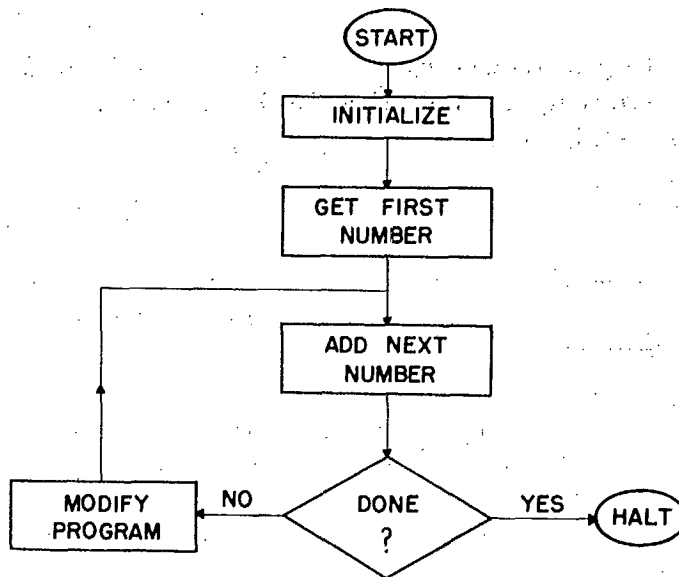 START
INITIALIZE
GET FIRST
NUMBER
ADD NEXT
NUMBER
DONE
?
NO
YES
MODIFY
PROGRAM
HALT